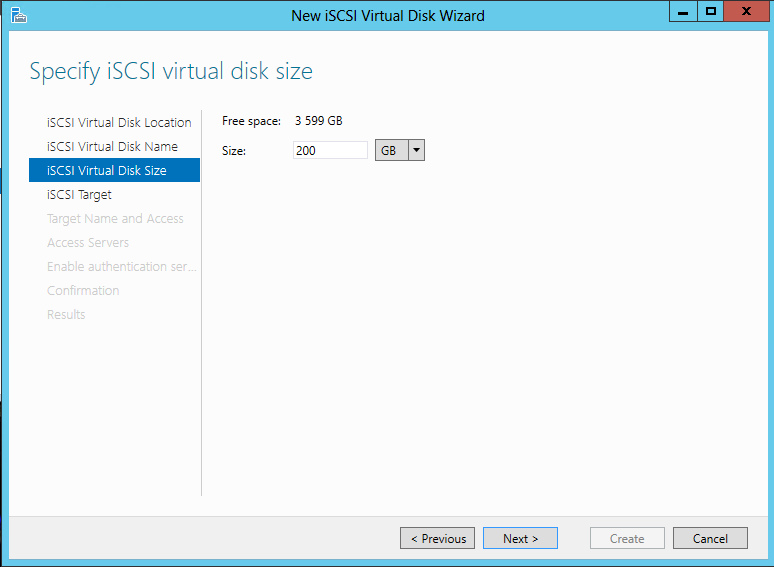 New iSCSI Virtual Disk Wizard
Specify iSCSI virtual disk size
iSCSI Virtual Disk Location
iSCSI Virtual Disk Name
iSCSI Virtual Disk Size
iSCSI Target
Target Name and Access
Access Servers
Enable authentication ser...
Confirmation
Results
Free space: 3 599 GB
Size: 200 GB
< Previous Next > Create Cancel